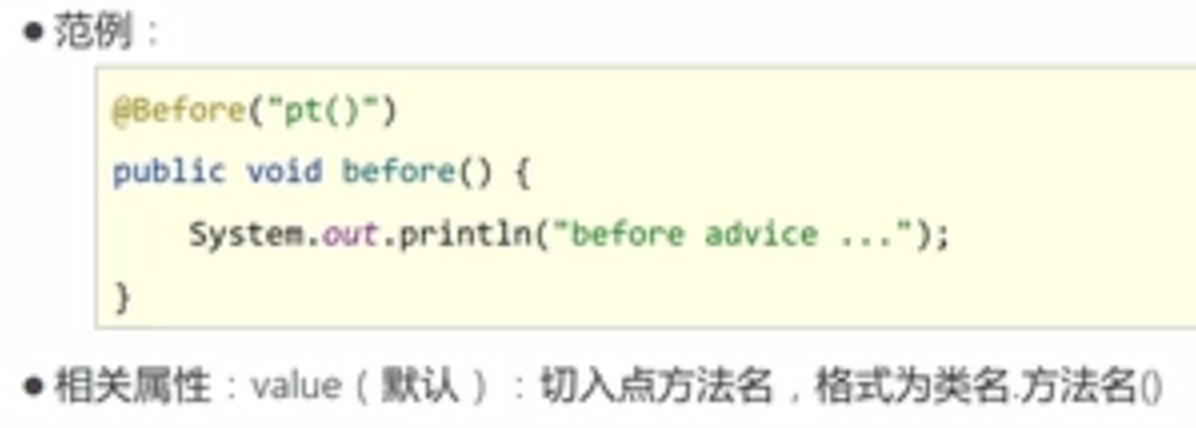 ●范例：
@Before("pt()")
public void before() {
    System.out.println("before advice ...");
}
●相关属性：value（默认）：切入点方法名，格式为类名.方法名()